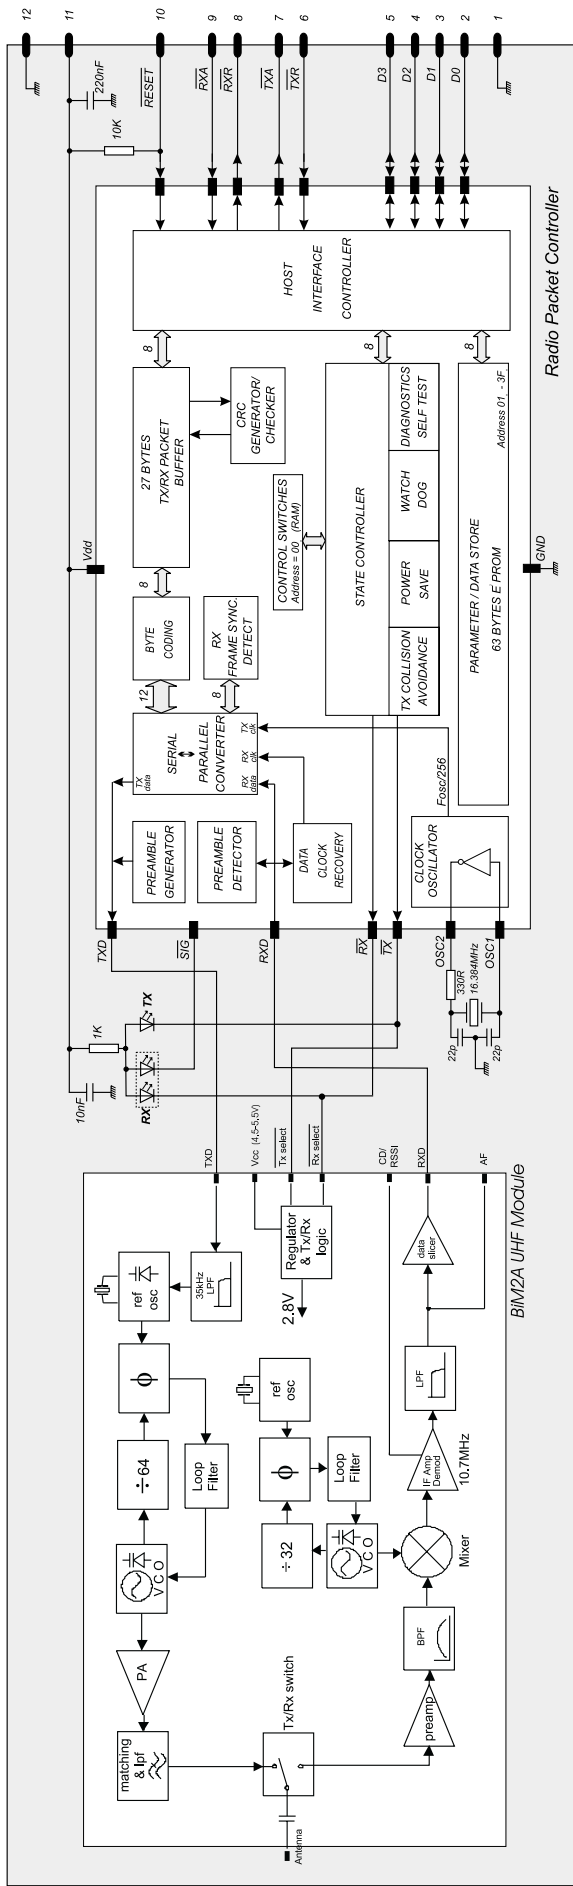 12
11
10
9
8
7
6
5
4
3
2
1
220nF
10K
RESET
RXA
RXR
TXA
TXR
D3
D2
D1
D0
Radio Packet Controller
HOST
INTERFACE
CONTROLLER
8
8
8
27 BYTES
TX/RX PACKET
BUFFER
CRC
GENERATOR/
CHECKER
CONTROL SWITCHES
Address = 00 (RAM)
STATE CONTROLLER
DIAGNOSTICS
SELF TEST
WATCH
DOG
POWER
SAVE
TX COLLISION
AVOIDANCE
PARAMETER / DATA STORE
63 BYTES E PROM
Address 01 - 3F
Vdd
GND
8
BYTE
CODING
12
RX
FRAME SYNC.
DETECT
8
SERIAL
PARALLEL
CONVERTER
TX
data
RX
data
RX
clk
TX
clk
PREAMBLE
GENERATOR
PREAMBLE
DETECTOR
DATA
CLOCK
RECOVERY
Fosc/256
CLOCK
OSCILLATOR
TXD
SIG
RXD
RX
TX
OSC2
OSC1
330R
16.384MHz
22p
22p
1K
10nF
TX
RX
TXD
Vcc (4.5-5.5V)
Tx select
Rx select
CD/
RSSI
RXD
AF
BiM2A UHF Module
Regulator
& Tx/Rx
logic
2.8V
35kHz
LPF
ref
osc
ϕ
÷64
Loop
Filter
VCO
PA
matching
& lpf
Tx/Rx switch
Antenna
ref
osc
ϕ
Loop
Filter
÷32
VCO
preamp
BPF
Mixer
IF Amp
Demod
10.7MHz
LPF
data
slicer